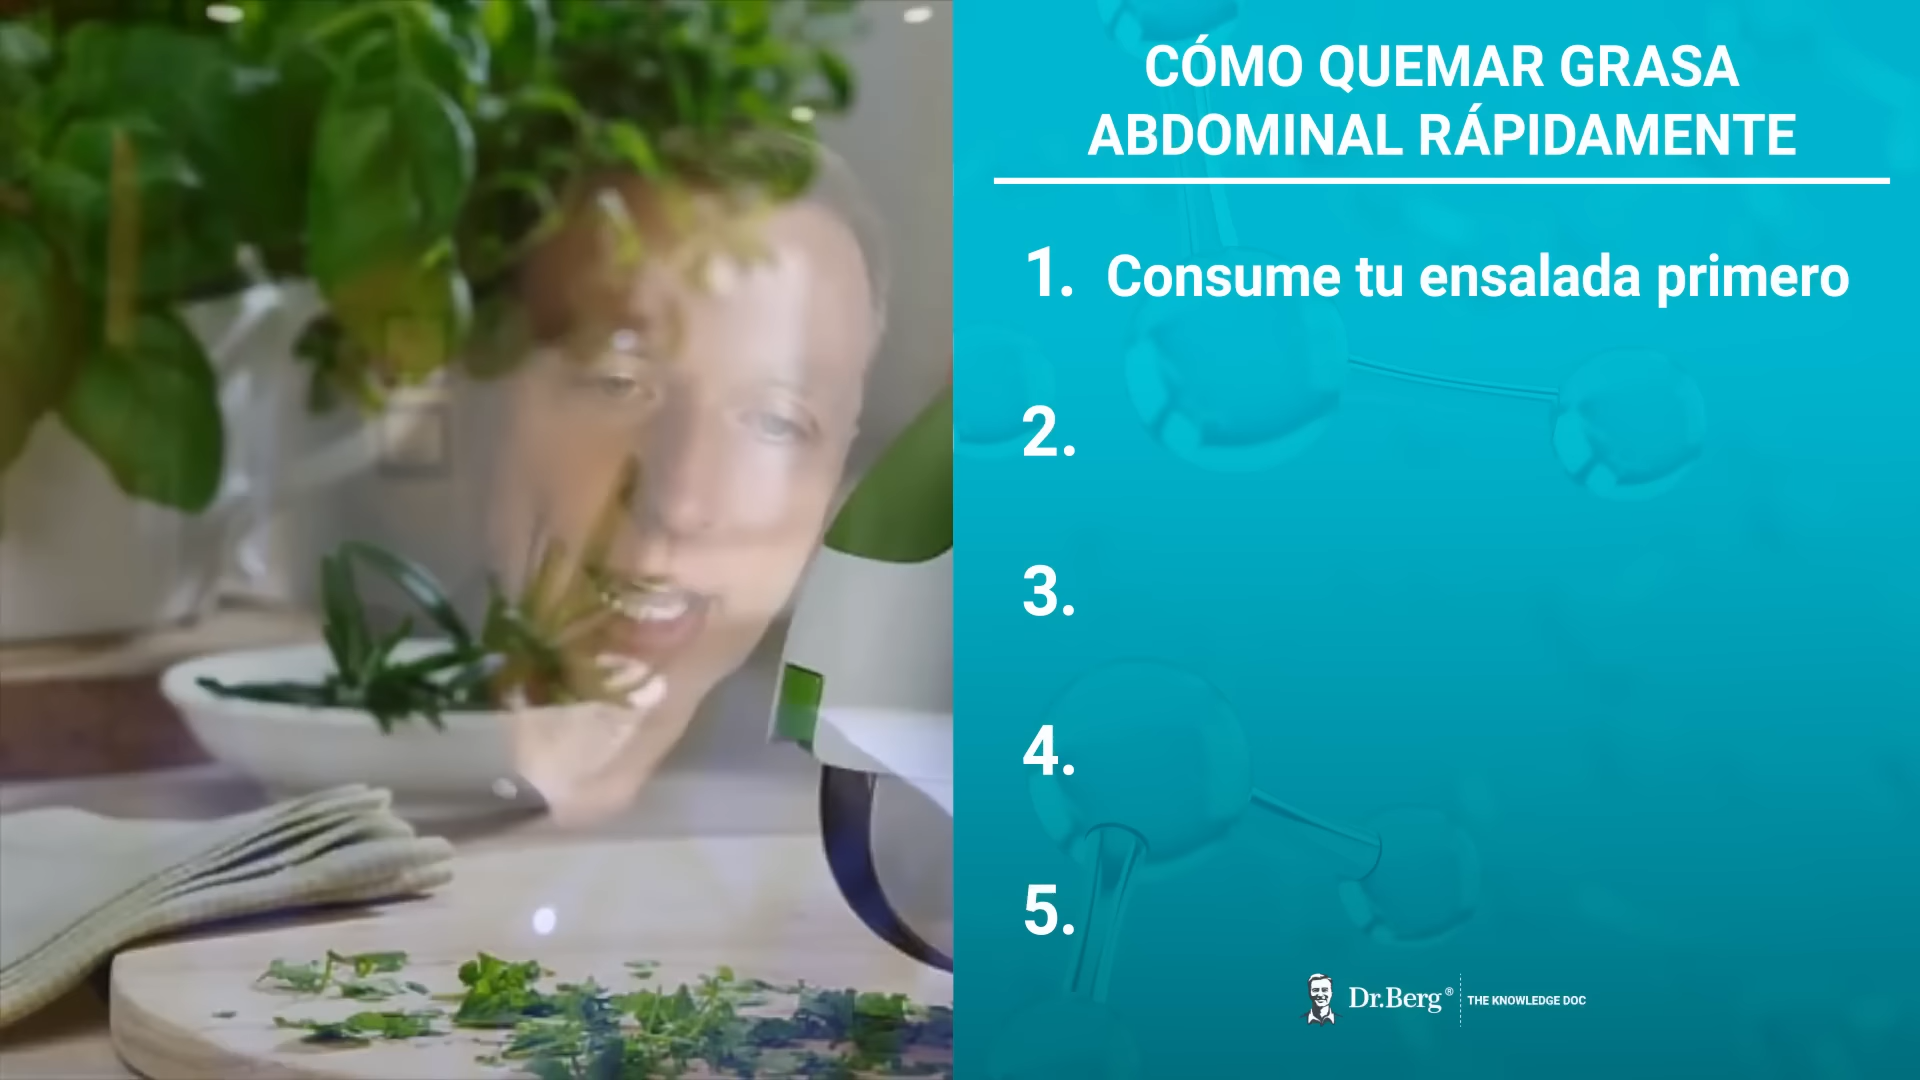 CÓMO QUEMAR GRASA
ABDOMINAL RÁPIDAMENTE
1. Consume tu ensalada primero
2.
3.
4.
5.
Dr.Berg® THE KNOWLEDGE DOC